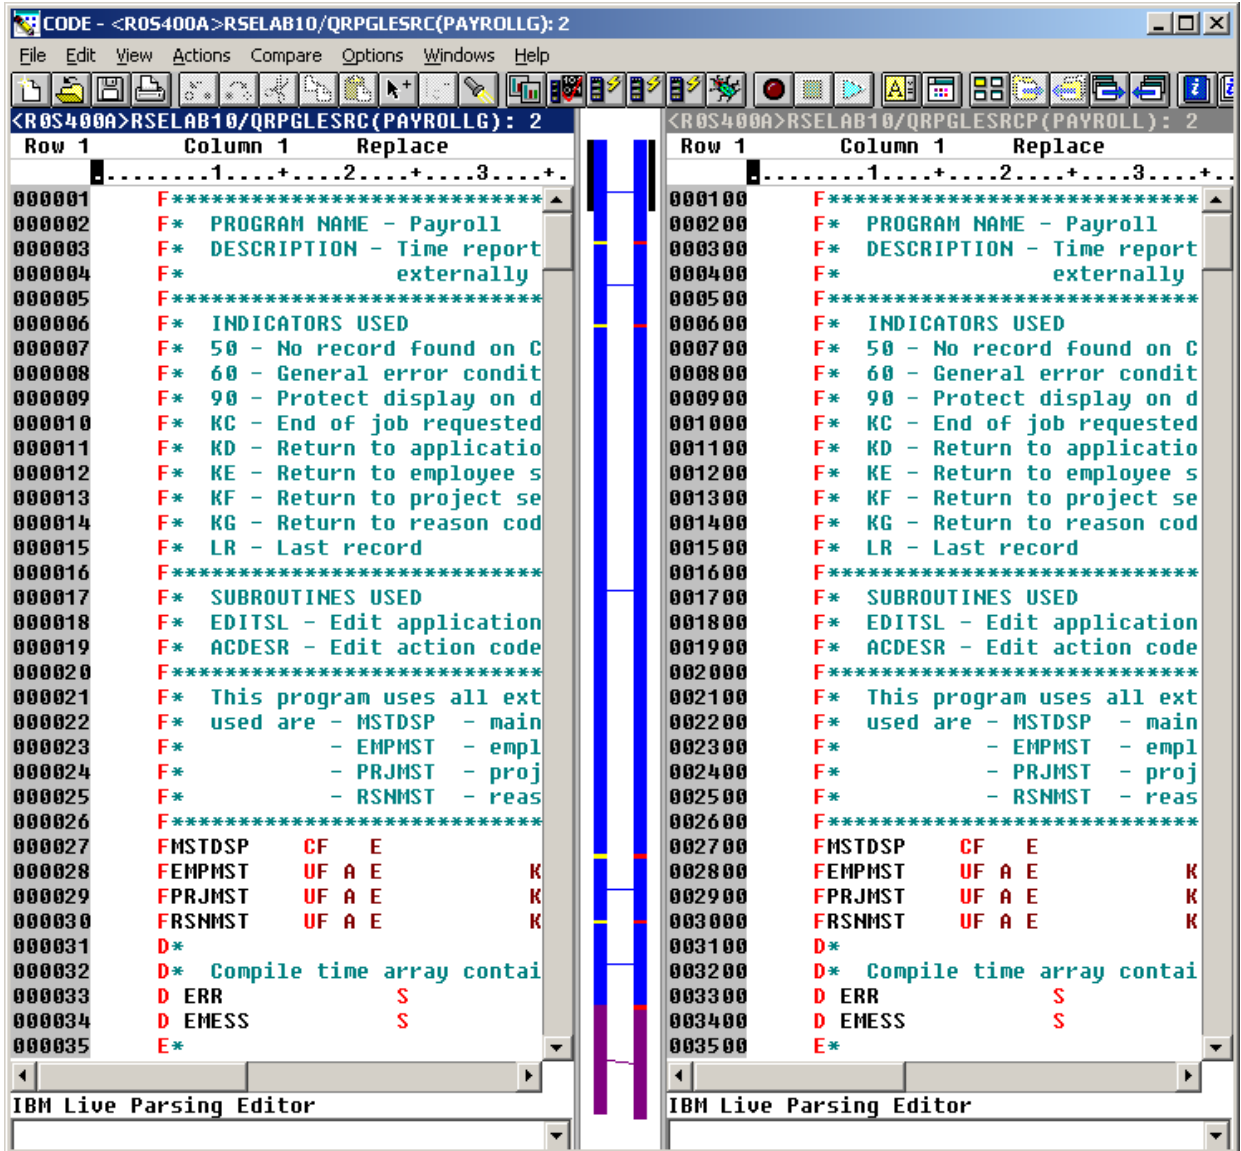 CODE - <R0S400A>RSELAB10/QRPGLESRC(PAYROLLG): 2
File Edit View Actions Compare Options Windows Help
<R0S400A>RSELAB10/QRPGLESRC(PAYROLLG): 2
Row 1 Column 1 Replace
.........1....+....2....+....3....+.
000001 F****************************
000002 F* PROGRAM NAME - Payroll
000003 F* DESCRIPTION - Time report
000004 F* externally
000005 F****************************
000006 F* INDICATORS USED
000007 F* 50 - No record found on C
000008 F* 60 - General error condit
000009 F* 90 - Protect display on d
000010 F* KC - End of job requested
000011 F* KD - Return to applicatio
000012 F* KE - Return to employee s
000013 F* KF - Return to project se
000014 F* KG - Return to reason cod
000015 F* LR - Last record
000016 F****************************
000017 F* SUBROUTINES USED
000018 F* EDITSL - Edit application
000019 F* ACDESR - Edit action code
000020 F****************************
000021 F* This program uses all ext
000022 F* used are - MSTDSP - main
000023 F* - EMPMST - empl
000024 F* - PRJMST - proj
000025 F* - RSNMST - reas
000026 F****************************
000027 FMSTDSP CF E
000028 FEMPMST UF A E K
000029 FPRJMST UF A E K
000030 FRSNMST UF A E K
000031 D*
000032 D* Compile time array contai
000033 D ERR S
000034 D EMESS S
000035 E*
IBM Live Parsing Editor
<R0S400A>RSELAB10/QRPGLESRCP(PAYROLL): 2
Row 1 Column 1 Replace
.........1....+....2....+....3....+..
000100 F****************************
000200 F* PROGRAM NAME - Payroll
000300 F* DESCRIPTION - Time report
000400 F* externally
000500 F****************************
000600 F* INDICATORS USED
000700 F* 50 - No record found on C
000800 F* 60 - General error condit
000900 F* 90 - Protect display on d
001000 F* KC - End of job requested
001100 F* KD - Return to applicatio
001200 F* KE - Return to employee s
001300 F* KF - Return to project se
001400 F* KG - Return to reason cod
001500 F* LR - Last record
001600 F****************************
001700 F* SUBROUTINES USED
001800 F* EDITSL - Edit application
001900 F* ACDESR - Edit action code
002000 F****************************
002100 F* This program uses all ext
002200 F* used are - MSTDSP - main
002300 F* - EMPMST - empl
002400 F* - PRJMST - proj
002500 F* - RSNMST - reas
002600 F****************************
002700 FMSTDSP CF E
002800 FEMPMST UF A E K
002900 FPRJMST UF A E K
003000 FRSNMST UF A E K
003100 D*
003200 D* Compile time array contai
003300 D ERR S
003400 D EMESS S
003500 E*
IBM Live Parsing Editor